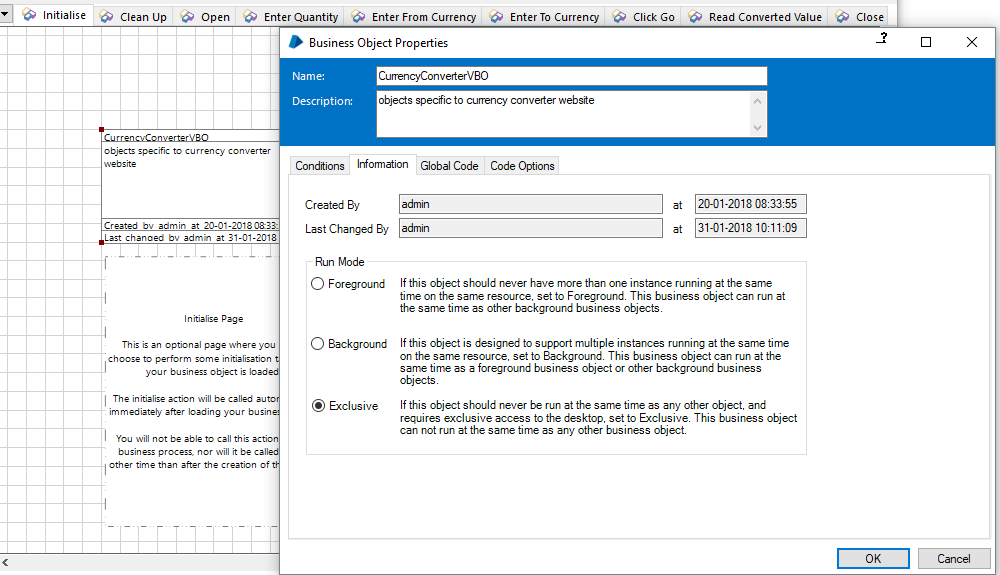 Initialise Clean Up Open Enter Quantity Enter From Currency Enter To Currency Click Go Read Converted Value Close
Business Object Properties
Name: CurrencyConverterVBO
Description: objects specific to currency converter website
CurrencyConverterVBO
objects specific to currency converter
website
Created by admin at 20-01-2018 08:33:
Last changed by admin at 31-01-2018
Initialise Page
This is an optional page where you
choose to perform some initialisation t
your business object is loaded
The initialise action will be called auto
immediately after loading your busine
You will not be able to call this action
business process, nor will it be called
other time than after the creation of th
Conditions Information Global Code Code Options
Created By admin at 20-01-2018 08:33:55
Last Changed By admin at 31-01-2018 10:11:09
Run Mode
Foreground If this object should never have more than one instance running at the same
time on the same resource, set to Foreground. This business object can run at
the same time as other background business objects.
Background If this object is designed to support multiple instances running at the same time
on the same resource, set to Background. This business object can run at the
same time as a foreground business object or other background business
objects.
Exclusive If this object should never be run at the same time as any other object, and
requires exclusive access to the desktop, set to Exclusive. This business object
can not run at the same time as any other business object.
OK Cancel